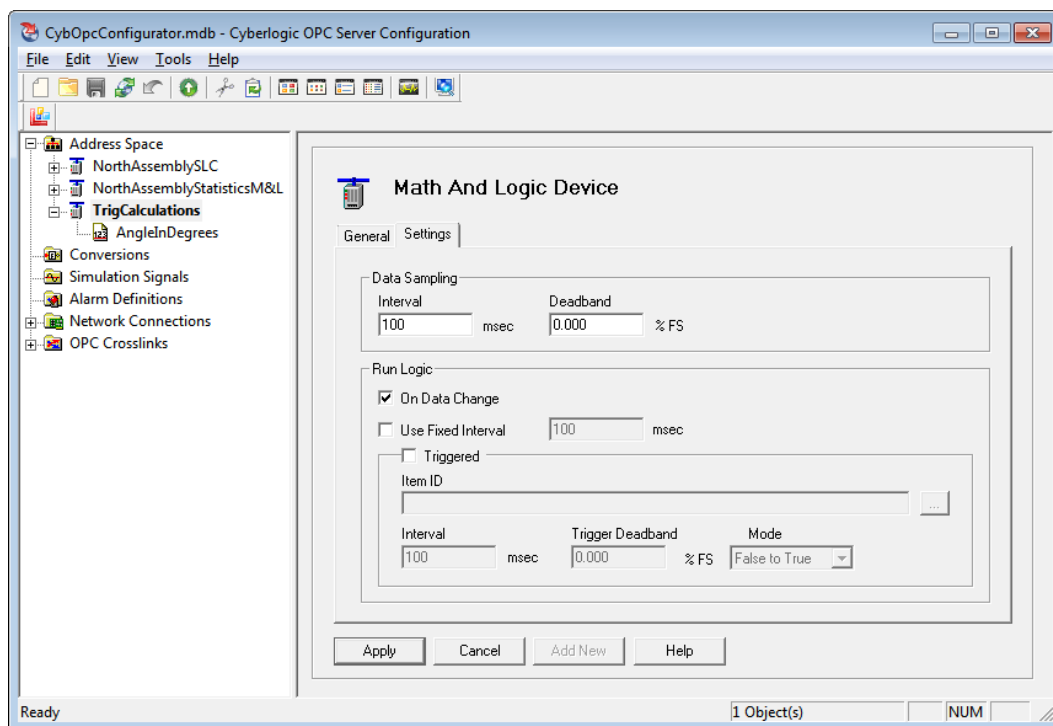 CybOpcConfigurator.mdb - Cyberlogic OPC Server Configuration
File Edit View Tools Help
Address Space
NorthAssemblySLC
NorthAssemblyStatisticsM&L
TrigCalculations
AngleInDegrees
Conversions
Simulation Signals
Alarm Definitions
Network Connections
OPC Crosslinks
Math And Logic Device
General Settings
Data Sampling
Interval Deadband
100 msec 0.000 % FS
Run Logic
On Data Change
Use Fixed Interval 100 msec
Triggered
Item ID
...
Interval Trigger Deadband Mode
100 msec 0.000 % FS False to True
Apply Cancel Add New Help
Ready 1 Object(s) NUM